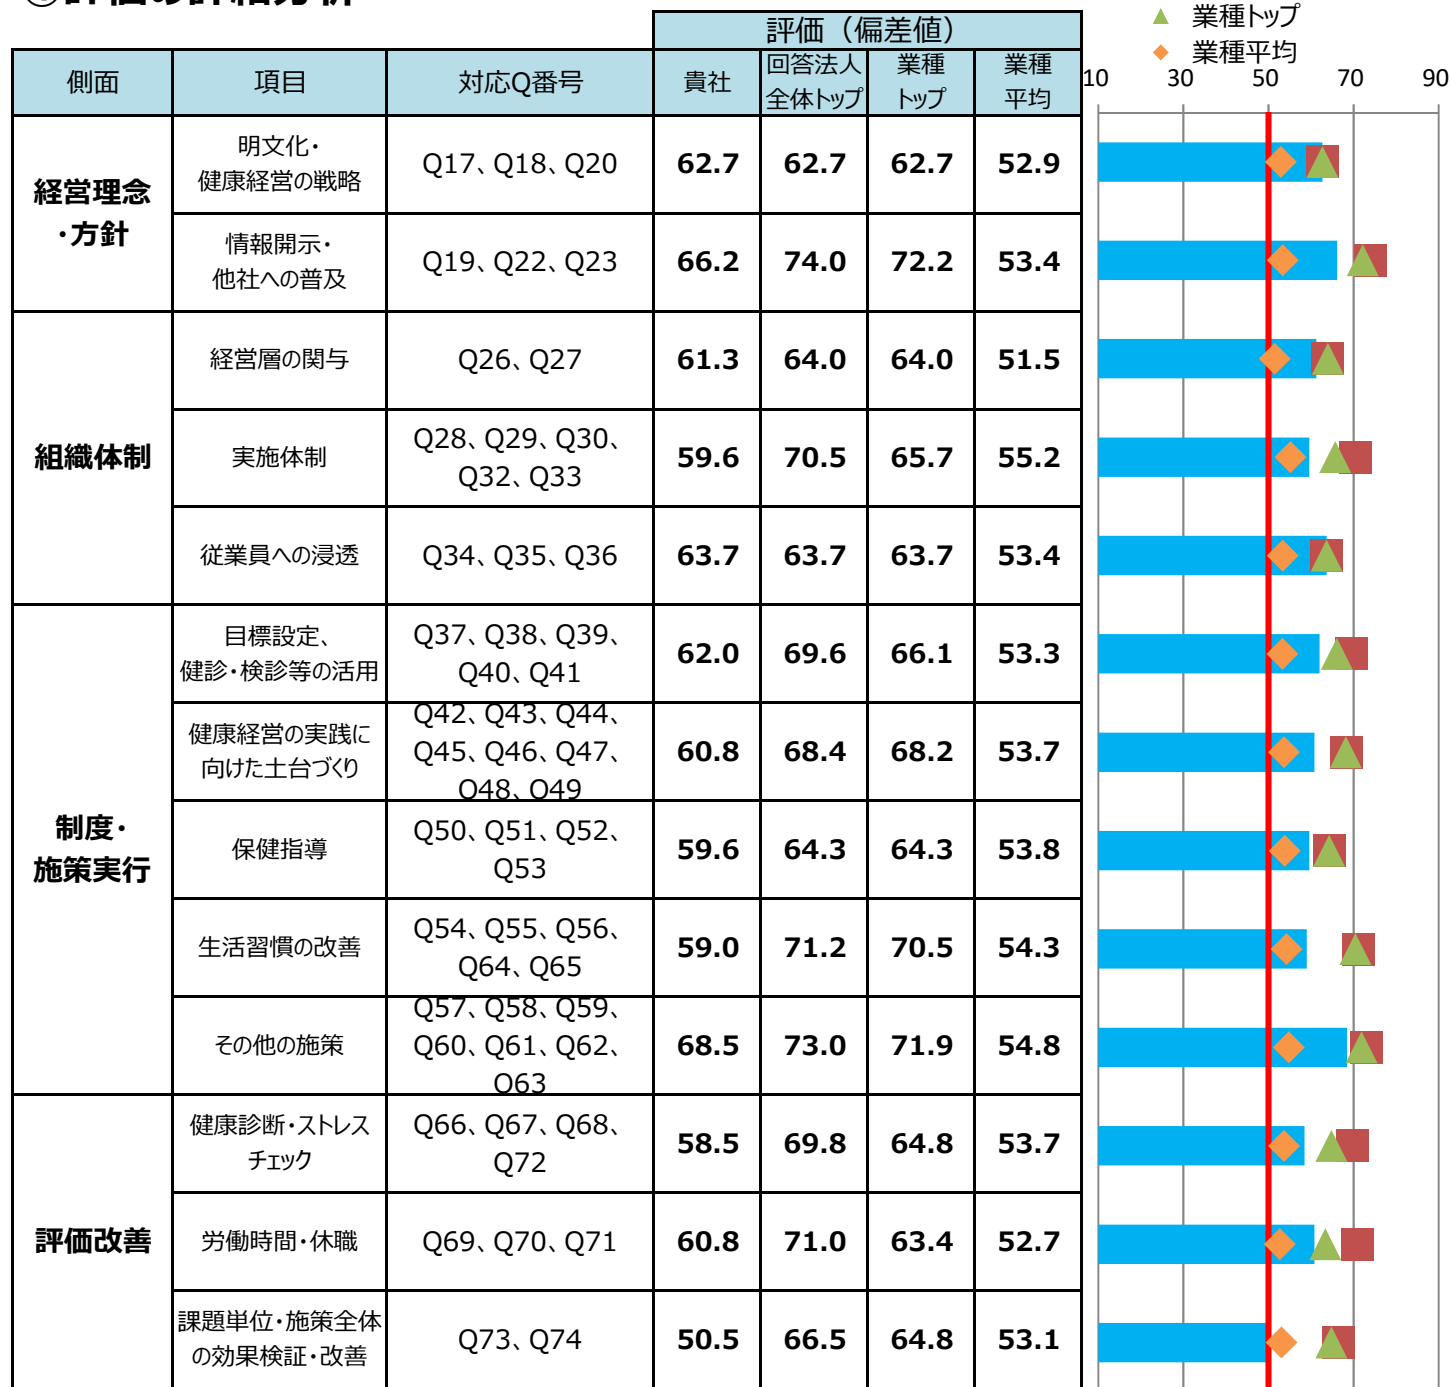 ①評価の詳細分析
▲ 業種トップ
◆ 業種平均
評価（偏差値）
側面 項目 対応Q番号 貴社 回答法人全体トップ 業種トップ 業種平均
10 30 50 70 90
経営理念・方針
明文化・健康経営の戦略 Q17、Q18、Q20 62.7 62.7 62.7 52.9
情報開示・他社への普及 Q19、Q22、Q23 66.2 74.0 72.2 53.4
組織体制
経営層の関与 Q26、Q27 61.3 64.0 64.0 51.5
実施体制 Q28、Q29、Q30、Q32、Q33 59.6 70.5 65.7 55.2
従業員への浸透 Q34、Q35、Q36 63.7 63.7 63.7 53.4
制度・施策実行
目標設定、健診・検診等の活用 Q37、Q38、Q39、Q40、Q41 62.0 69.6 66.1 53.3
健康経営の実践に向けた土台づくり Q42、Q43、Q44、Q45、Q46、Q47、Q48、Q49 60.8 68.4 68.2 53.7
保健指導 Q50、Q51、Q52、Q53 59.6 64.3 64.3 53.8
生活習慣の改善 Q54、Q55、Q56、Q64、Q65 59.0 71.2 70.5 54.3
その他の施策 Q57、Q58、Q59、Q60、Q61、Q62、Q63 68.5 73.0 71.9 54.8
評価改善
健康診断・ストレスチェック Q66、Q67、Q68、Q72 58.5 69.8 64.8 53.7
労働時間・休職 Q69、Q70、Q71 60.8 71.0 63.4 52.7
課題単位・施策全体の効果検証・改善 Q73、Q74 50.5 66.5 64.8 53.1